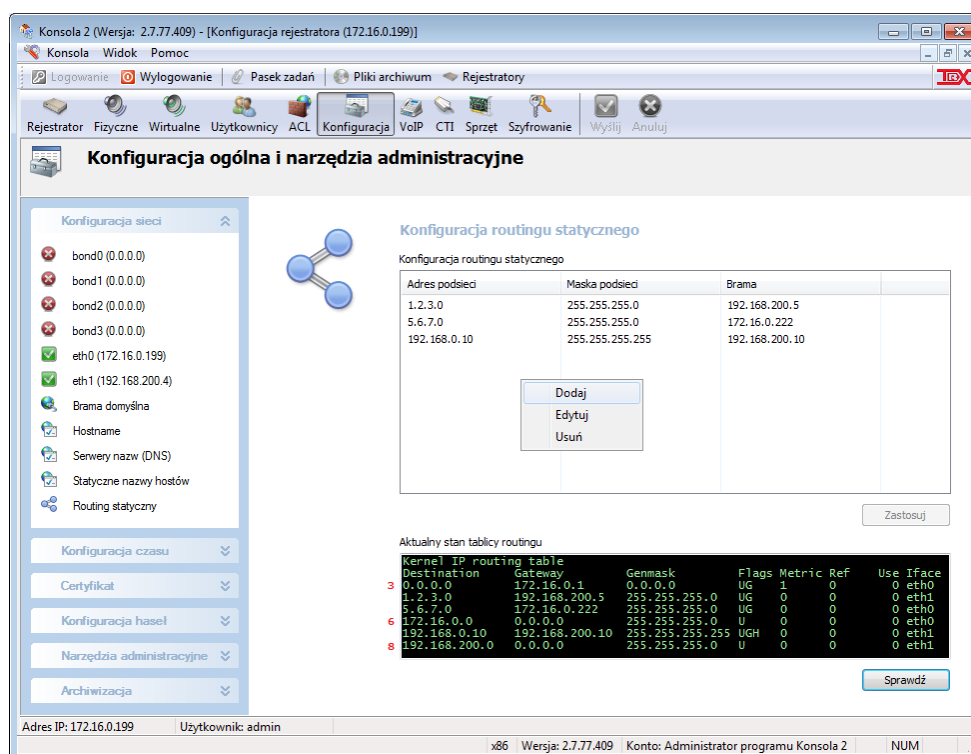 Konsola 2 (Wersja: 2.7.77.409) - [Konfiguracja rejestratora (172.16.0.199)]
Konsola Widok Pomoc
Logowanie Wylogowanie Pasek zadań Pliki archiwum Rejestratory TRX
Rejestrator Fizyczne Wirtualne Użytkownicy ACL Konfiguracja VoIP CTI Sprzęt Szyfrowanie Wyślij Anuluj
Konfiguracja ogólna i narzędzia administracyjne
Konfiguracja sieci
bond0 (0.0.0.0)
bond1 (0.0.0.0)
bond2 (0.0.0.0)
bond3 (0.0.0.0)
eth0 (172.16.0.199)
eth1 (192.168.200.4)
Brama domyślna
Hostname
Serwery nazw (DNS)
Statyczne nazwy hostów
Routing statyczny
Konfiguracja czasu
Certyfikat
Konfiguracja haseł
Narzędzia administracyjne
Archiwizacja
Konfiguracja routingu statycznego
Konfiguracja routingu statycznego
Adres podsieci Maska podsieci Brama
1.2.3.0 255.255.255.0 192.168.200.5
5.6.7.0 255.255.255.0 172.16.0.222
192.168.0.10 255.255.255.255 192.168.200.10
Dodaj
Edytuj
Usuń
Zastosuj
Aktualny stan tablicy routingu
Kernel IP routing table
Destination Gateway Genmask Flags Metric Ref Use Iface
3 0.0.0.0 172.16.0.1 0.0.0.0 UG 1 0 0 eth0
1.2.3.0 192.168.200.5 255.255.255.0 UG 0 0 0 eth1
5.6.7.0 172.16.0.222 255.255.255.0 UG 0 0 0 eth0
6 172.16.0.0 0.0.0.0 255.255.255.0 U 0 0 0 eth0
192.168.0.10 192.168.200.10 255.255.255.255 UGH 0 0 0 eth1
8 192.168.200.0 0.0.0.0 255.255.255.0 U 0 0 0 eth1
Sprawdź
Adres IP: 172.16.0.199 Użytkownik: admin
x86 Wersja: 2.7.77.409 Konto: Administrator programu Konsola 2 NUM